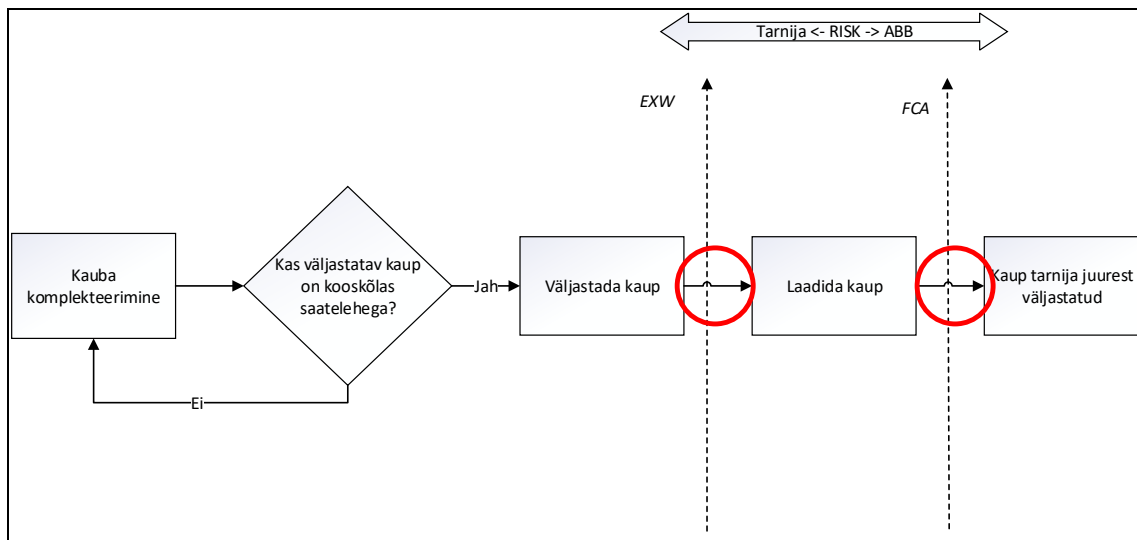 Tarnija <- RISK -> ABB
EXW
FCA
Kauba
komplekteerimine
Kas väljastatav kaup
on kooskõlas
saatelehega?
Jah
Väljastada kaup
Laadida kaup
Kaup tarnija juurest
väljastatud
Ei